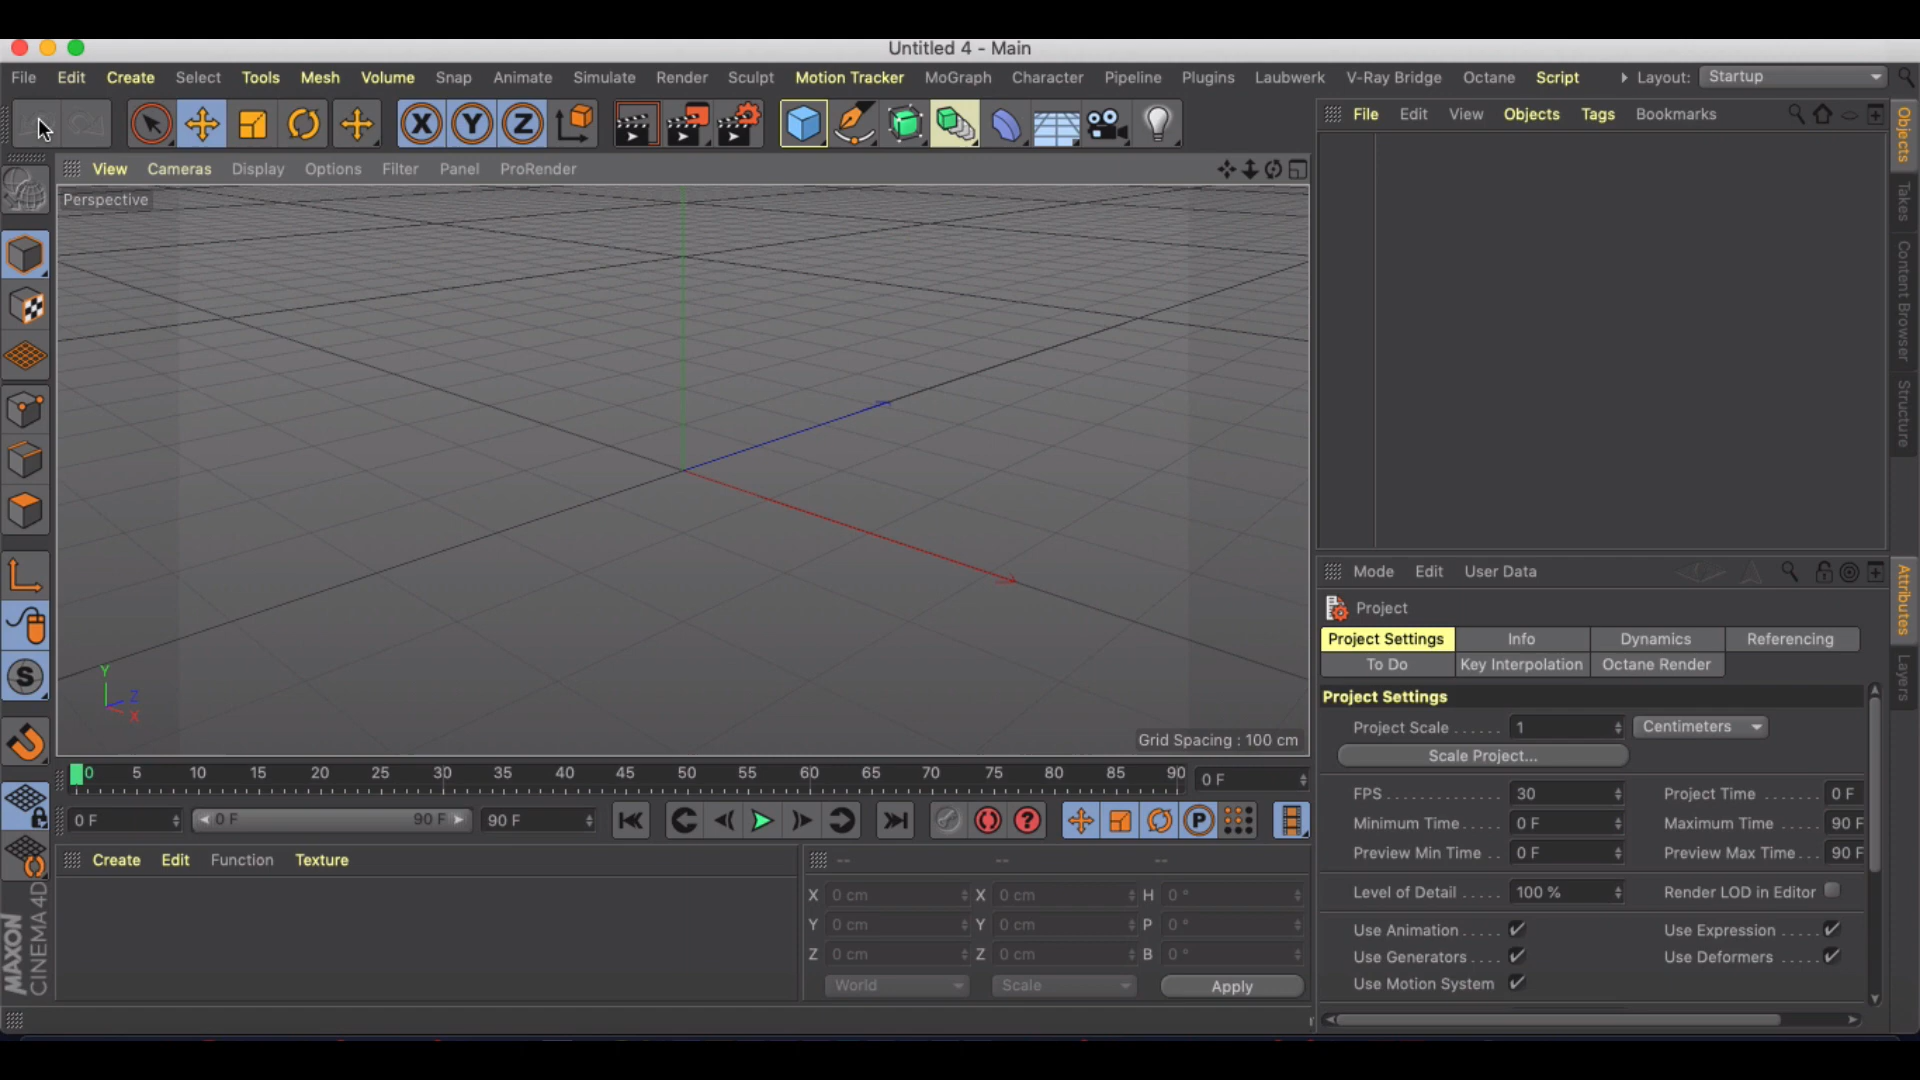 Untitled 4 - Main
File Edit Create Select Tools Mesh Volume Snap Animate Simulate Render Sculpt Motion Tracker MoGraph Character Pipeline Plugins Laubwerk V-Ray Bridge Octane Script Layout: Startup
X Y Z
File Edit View Objects Tags Bookmarks
Objects
Takes
Content Browser
Structure
View Cameras Display Options Filter Panel ProRender
Perspective
Y
Z
X
Grid Spacing : 100 cm
S
0 5 10 15 20 25 30 35 40 45 50 55 60 65 70 75 80 85 90 0 F
0 F 0 F 90 F 90 F ? P
Create Edit Function Texture
-- -- --
X 0 cm X 0 cm H 0 °
Y 0 cm Y 0 cm P 0 °
Z 0 cm Z 0 cm B 0 °
World Scale Apply
MAXON
CINEMA4D
Mode Edit User Data
Attributes
Layers
Project
Project Settings Info Dynamics Referencing
To Do Key Interpolation Octane Render
Project Settings
Project Scale ...... 1 Centimeters
Scale Project...
FPS ............. 30 Project Time ....... 0 F
Minimum Time ..... 0 F Maximum Time ..... 90 F
Preview Min Time .. 0 F Preview Max Time ... 90 F
Level of Detail ..... 100 % Render LOD in Editor
Use Animation ..... Use Expression .....
Use Generators .... Use Deformers .....
Use Motion System